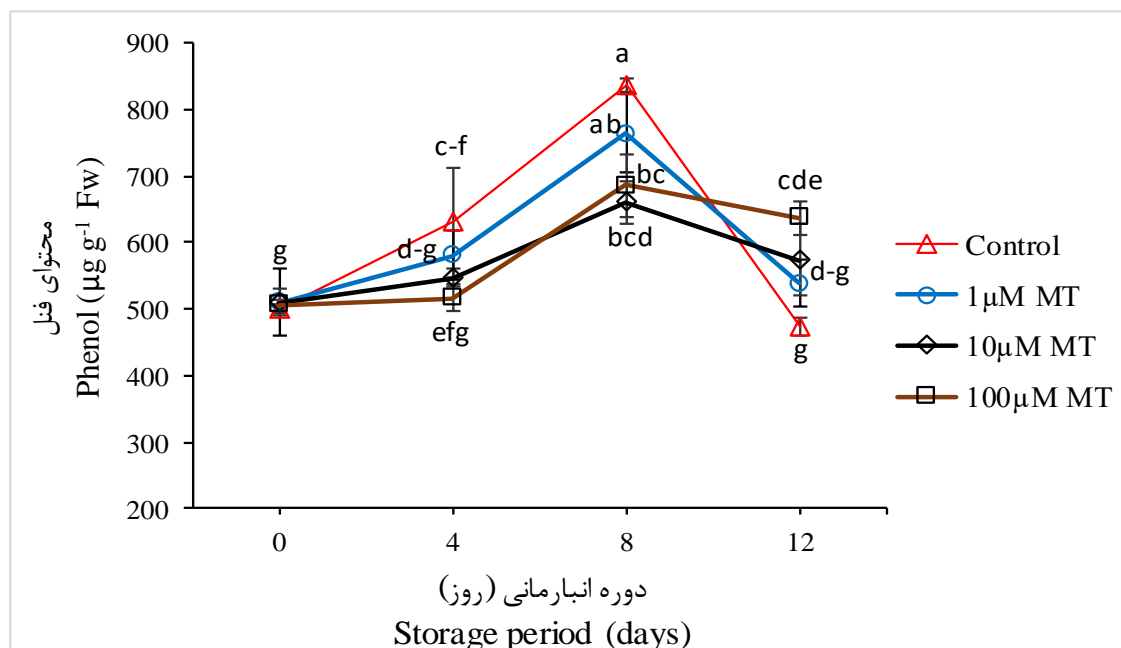 محتوای فنل
Phenol (µg g⁻¹ Fw)
900
800
700
600
500
400
300
200
0
4
8
12
g
c-f
d-g
efg
a
ab
bc
bcd
cde
d-g
g
دوره انبارمانی (روز)
Storage period (days)
Control
1µM MT
10µM MT
100µM MT